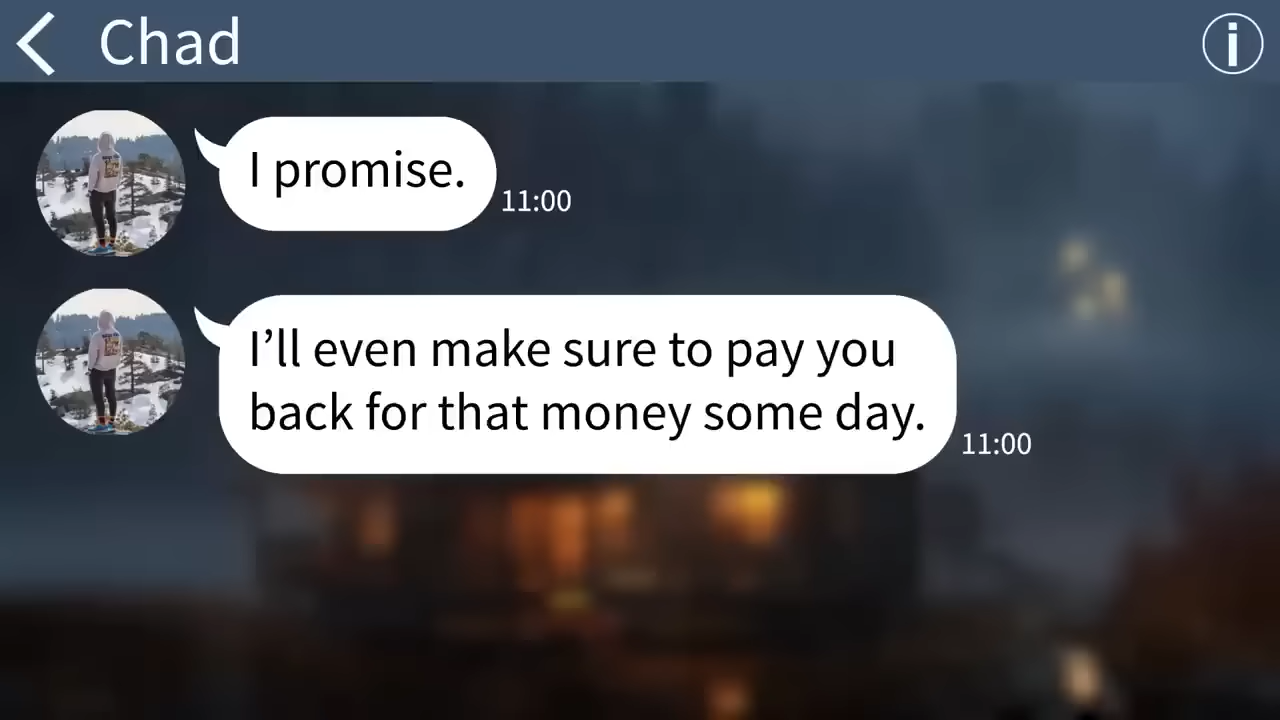 Chad
I promise.
11:00
I’ll even make sure to pay you
back for that money some day.
11:00